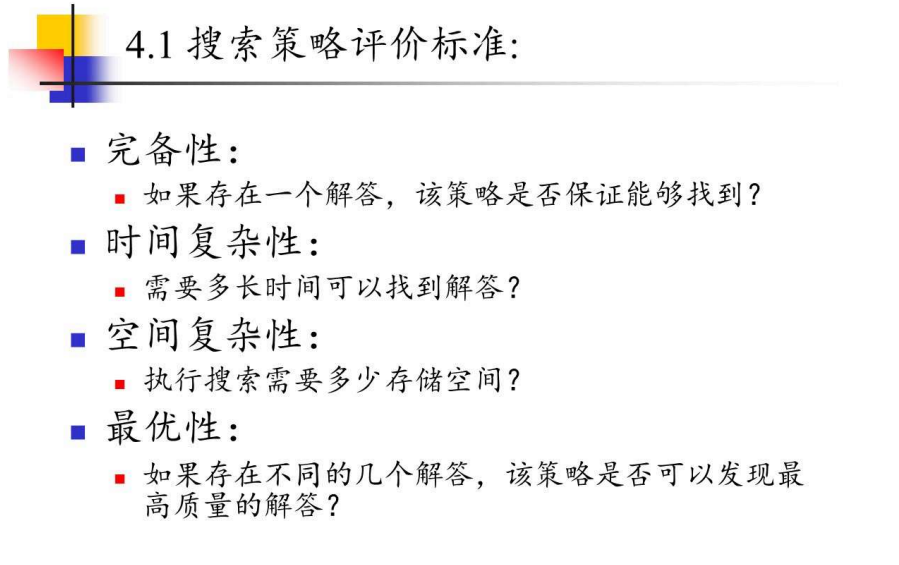 4.1 搜索策略评价标准:
完备性：
如果存在一个解答，该策略是否保证能够找到？
时间复杂性：
需要多长时间可以找到解答？
空间复杂性：
执行搜索需要多少存储空间？
最优性：
如果存在不同的几个解答，该策略是否可以发现最
高质量的解答？